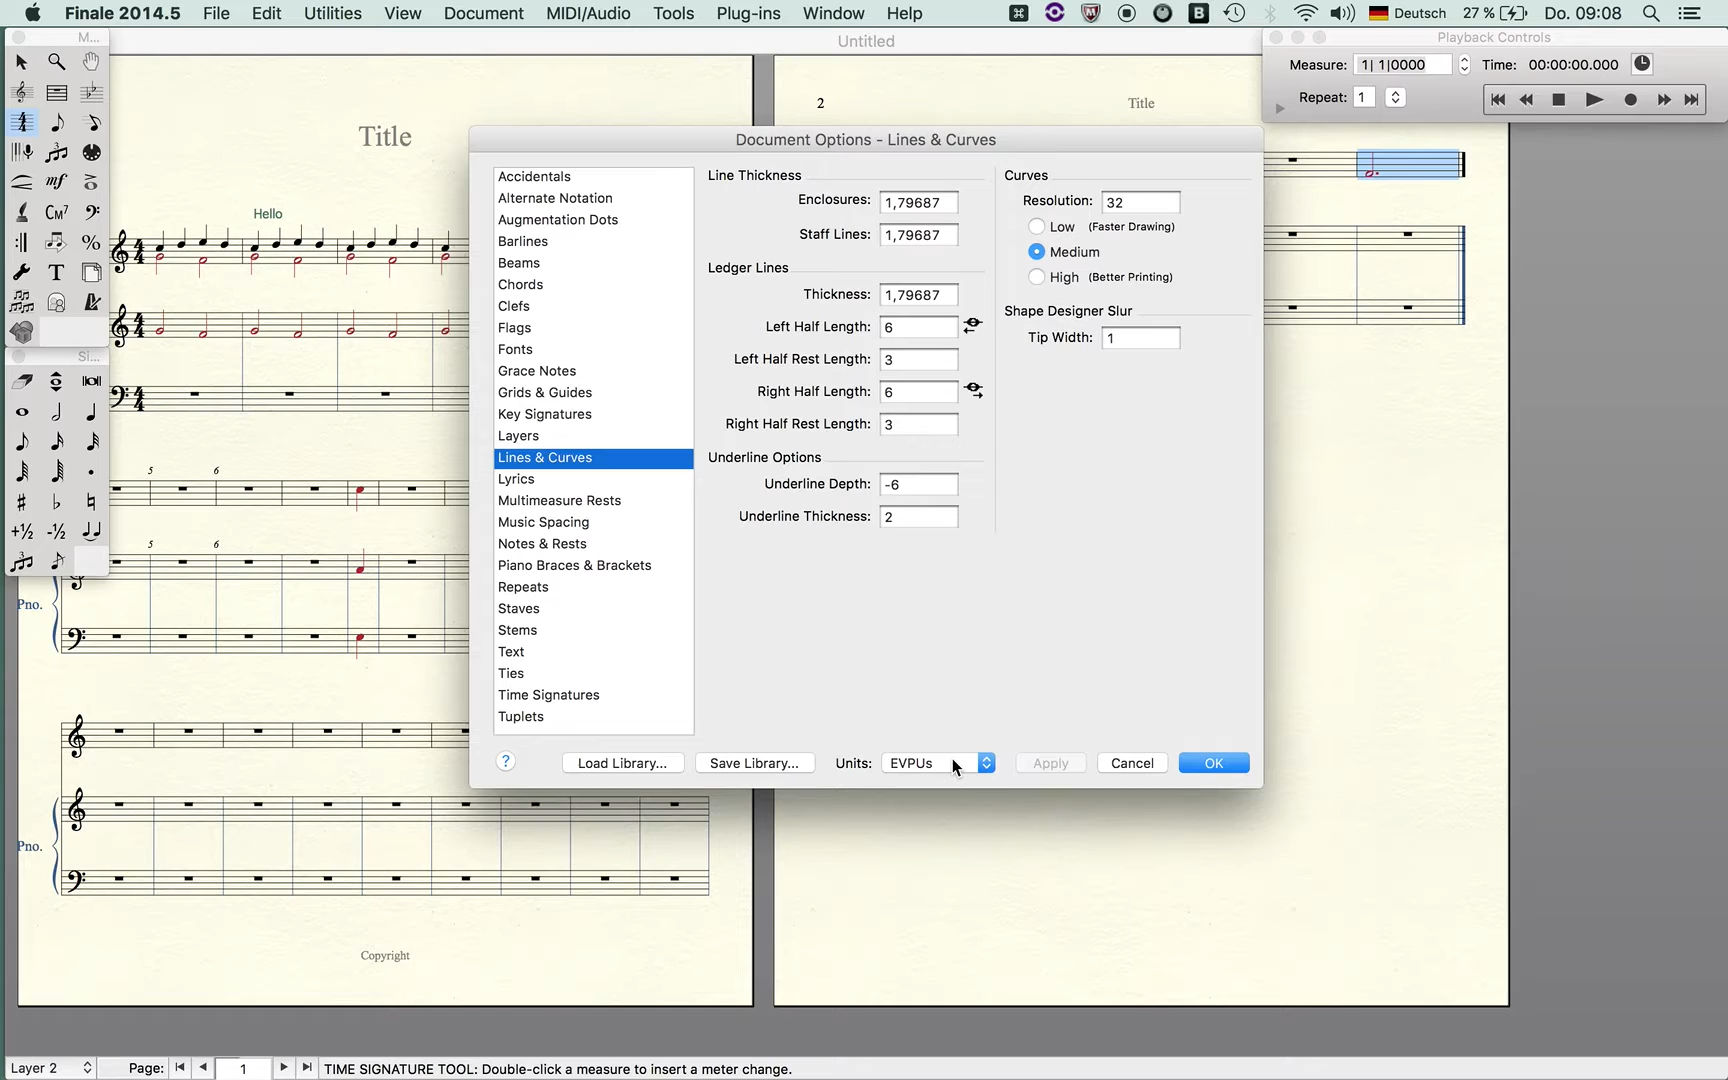 Finale 2014.5 File Edit Utilities View Document MIDI/Audio Tools Plug-ins Window Help Deutsch 27 % Do. 09:08
M...
Untitled
Playback Controls
Measure: 1| 1|0000 Time: 00:00:00.000
Repeat: 1
Title
2 Title
Hello
Pno.
5 6
5 6
Pno.
Copyright
mf
CM7
T
%
Si...
+½ -½
Document Options - Lines & Curves
Accidentals
Alternate Notation
Augmentation Dots
Barlines
Beams
Chords
Clefs
Flags
Fonts
Grace Notes
Grids & Guides
Key Signatures
Layers
Lines & Curves
Lyrics
Multimeasure Rests
Music Spacing
Notes & Rests
Piano Braces & Brackets
Repeats
Staves
Stems
Text
Ties
Time Signatures
Tuplets
Line Thickness
Enclosures: 1,79687
Staff Lines: 1,79687
Ledger Lines
Thickness: 1,79687
Left Half Length: 6
Left Half Rest Length: 3
Right Half Length: 6
Right Half Rest Length: 3
Underline Options
Underline Depth: -6
Underline Thickness: 2
Curves
Resolution: 32
Low (Faster Drawing)
Medium
High (Better Printing)
Shape Designer Slur
Tip Width: 1
? Load Library... Save Library... Units: EVPUs Apply Cancel OK
Layer 2 Page: 1 TIME SIGNATURE TOOL: Double-click a measure to insert a meter change.